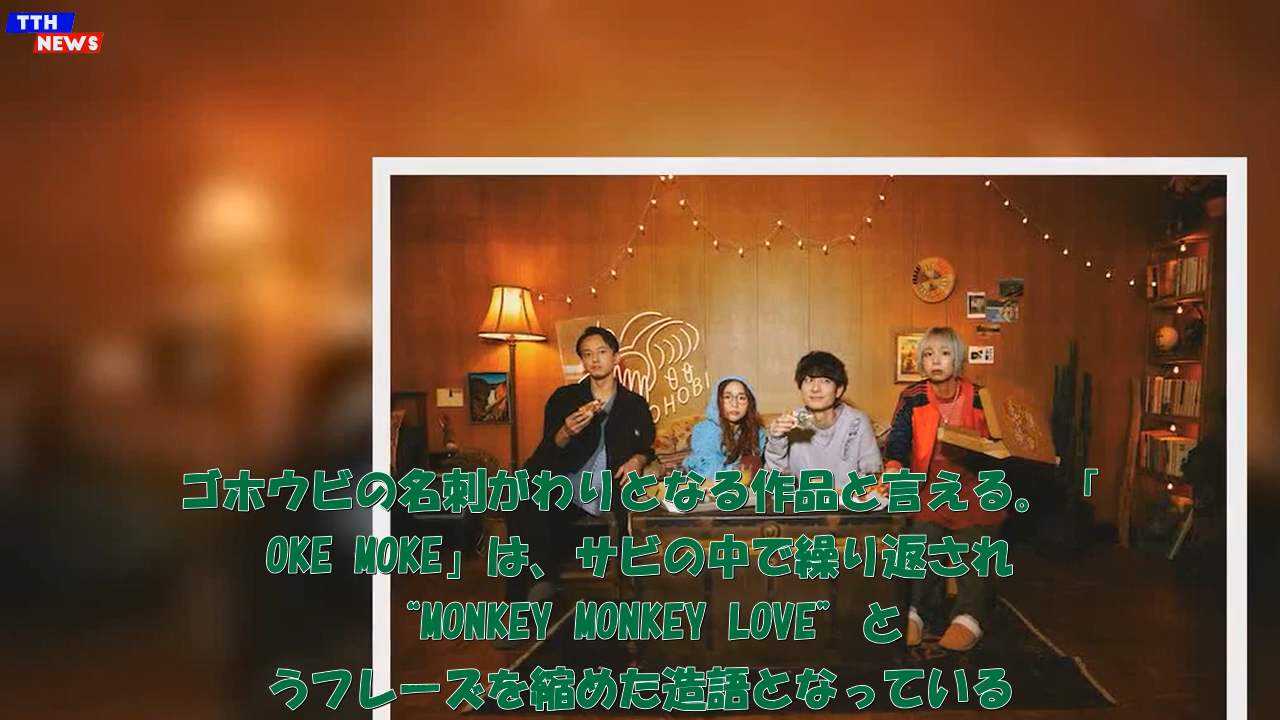 TTH
NEWS
OHOBI
ゴホウビの名刺がわりとなる作品と言える。「
OKE MOKE」は、サビの中で繰り返され
“MONKEY MONKEY LOVE” と
うフレーズを縮めた造語となっている